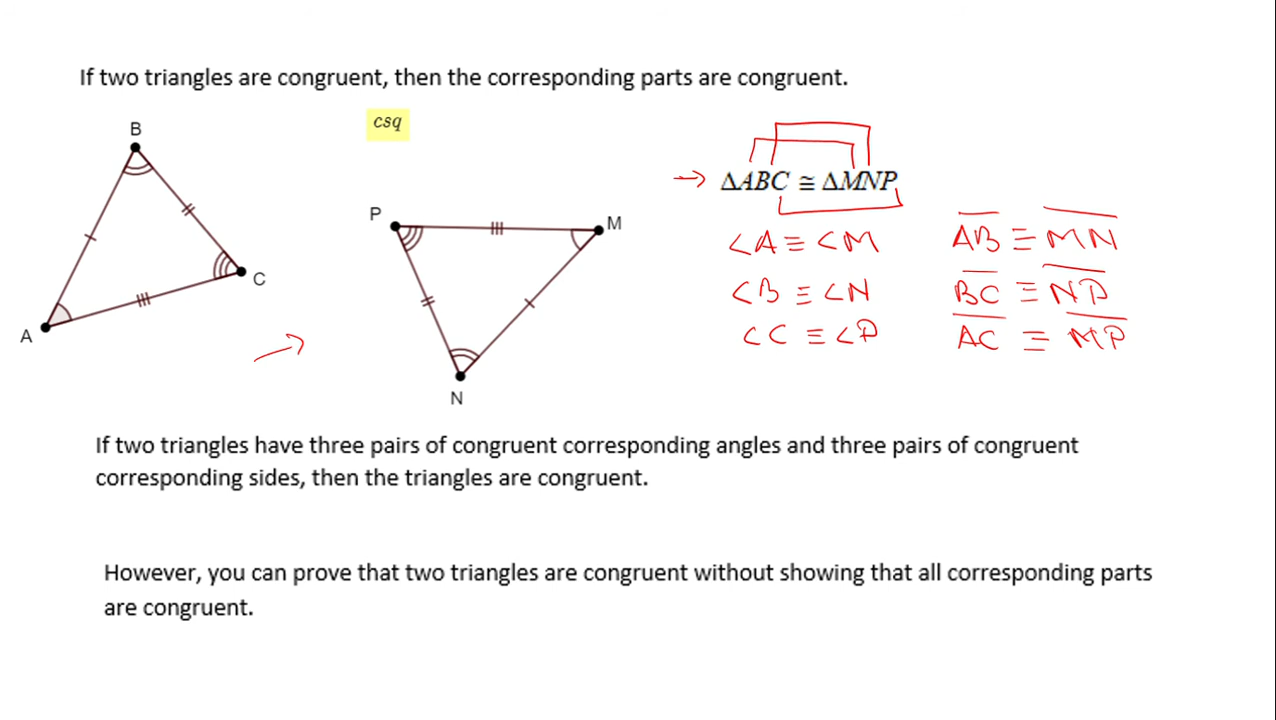 If two triangles are congruent, then the corresponding parts are congruent.
csq
B
A
C
P
M
N
ΔABC ≅ ΔMNP
∠A ≡ ∠M
∠B ≡ ∠N
∠C ≡ ∠P
AB ≡ MN
BC ≡ NP
AC ≡ MP
If two triangles have three pairs of congruent corresponding angles and three pairs of congruent
corresponding sides, then the triangles are congruent.
However, you can prove that two triangles are congruent without showing that all corresponding parts
are congruent.